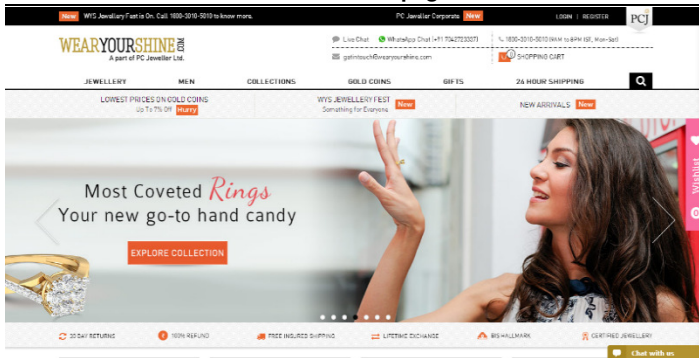 New WYS Jewellery Fest is On. Call 1800-3010-5010 to know more. PC Jeweller Corporate New LOGIN | REGISTER PCJ
WEARYOURSHINE
A part of PC Jeweller Ltd.
Live Chat WhatsApp Chat (+91 7042723337)
getintouch@wearyourshine.com 0 SHOPPING CART
JEWELLERY MEN COLLECTIONS GOLD COINS GIFTS 24 HOUR SHIPPING
LOWEST PRICES ON GOLD COINS WYS JEWELLERY FEST New NEW ARRIVALS New
Up To 7% Off Hurry Something for Everyone
Most Coveted Rings
Your new go-to hand candy
EXPLORE COLLECTION
Wishlist
0
30 DAY RETURNS 100% REFUND FREE INSURED SHIPPING LIFETIME EXCHANGE BIS HALLMARK CERTIFIED JEWELLERY
Chat with us